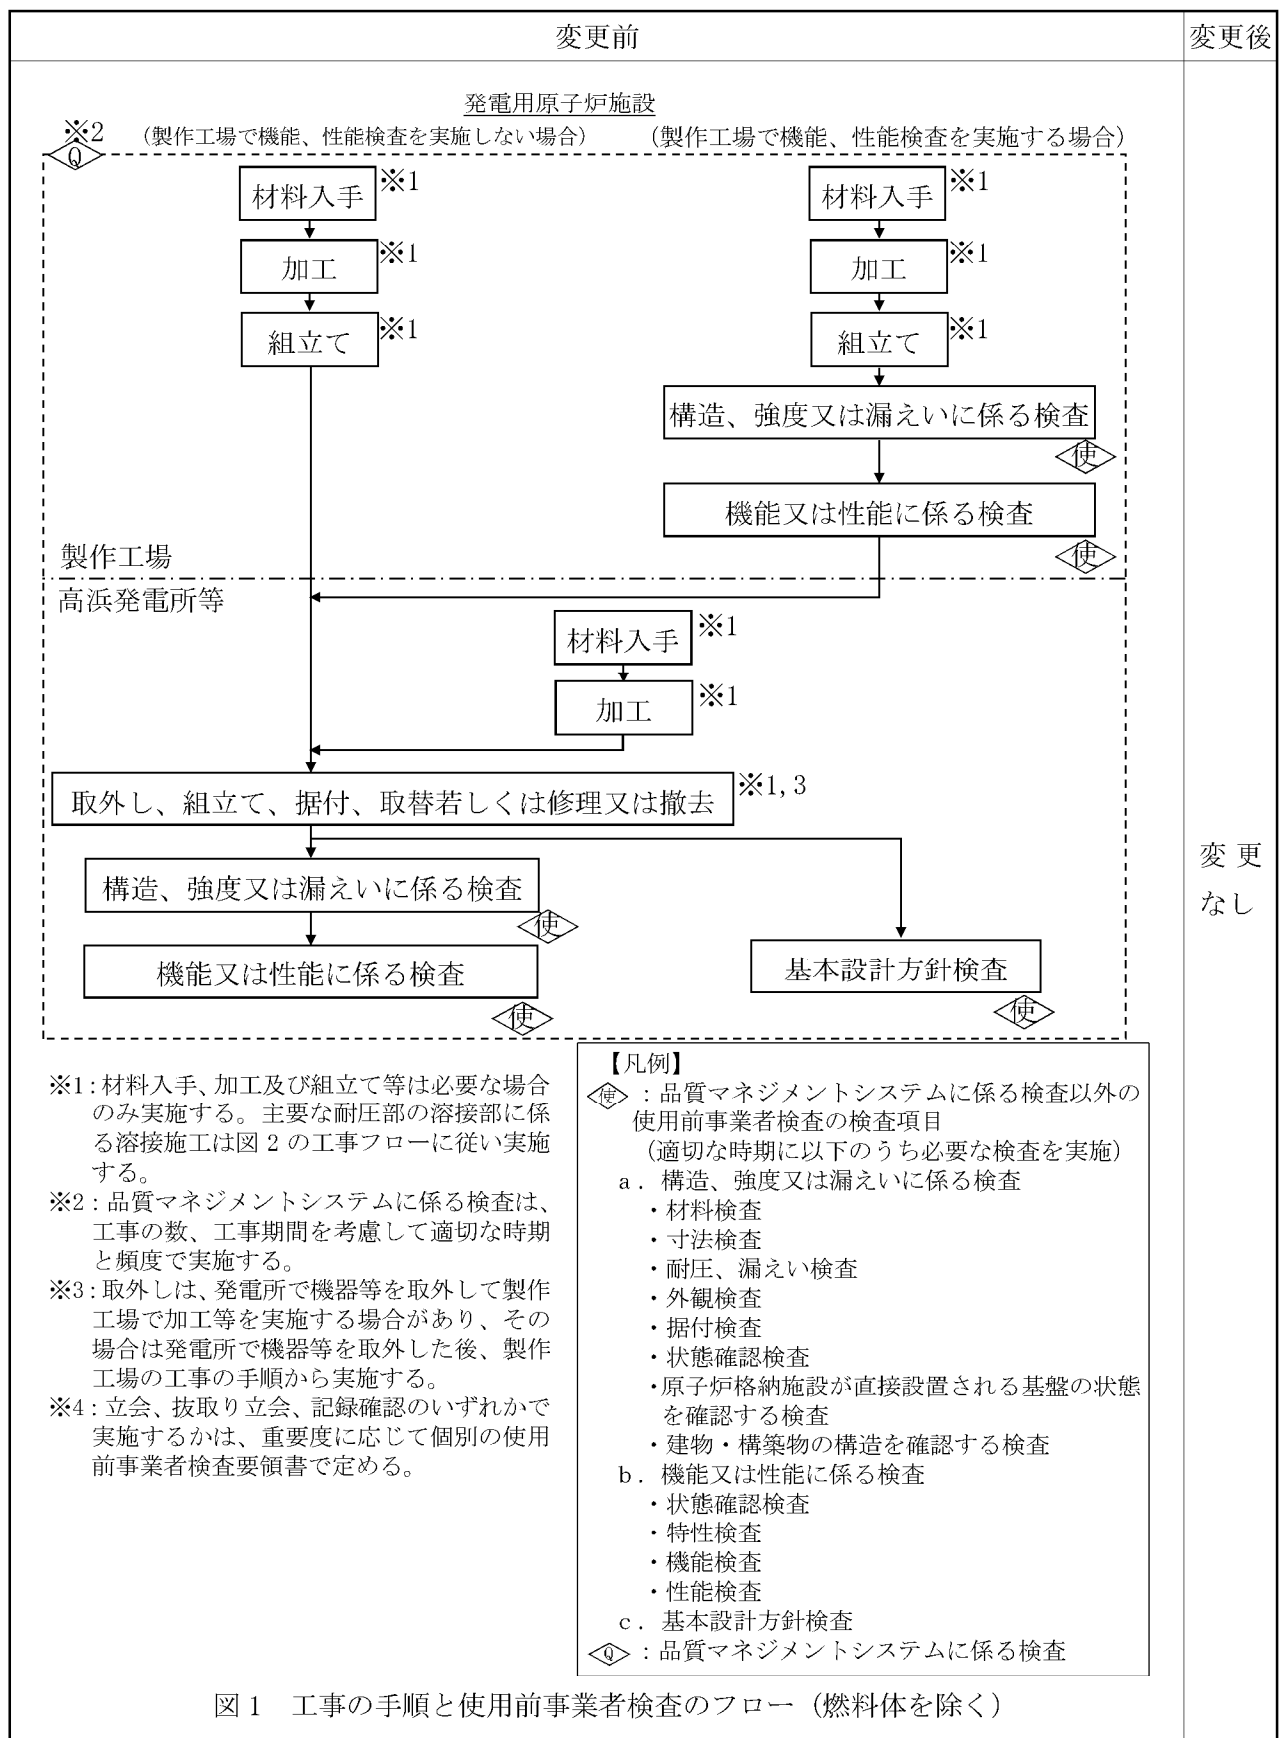 変更前
変更後
発電用原子炉施設
※2
（製作工場で機能、性能検査を実施しない場合）
（製作工場で機能、性能検査を実施する場合）
Q
材料入手
※1
材料入手
※1
加工
※1
加工
※1
組立て
※1
組立て
※1
構造、強度又は漏えいに係る検査
使
機能又は性能に係る検査
使
製作工場
高浜発電所等
材料入手
※1
加工
※1
取外し、組立て、据付、取替若しくは修理又は撤去
※1,3
構造、強度又は漏えいに係る検査
使
機能又は性能に係る検査
使
基本設計方針検査
使
変更
なし
※1：材料入手、加工及び組立て等は必要な場合
のみ実施する。主要な耐圧部の溶接部に係
る溶接施工は図2の工事フローに従い実施
する。
※2：品質マネジメントシステムに係る検査は、
工事の数、工事期間を考慮して適切な時期
と頻度で実施する。
※3：取外しは、発電所で機器等を取外して製作
工場で加工等を実施する場合があり、その
場合は発電所で機器等を取外した後、製作
工場の工事の手順から実施する。
※4：立会、抜取り立会、記録確認のいずれかで
実施するかは、重要度に応じて個別の使用
前事業者検査要領書で定める。
【凡例】
使：品質マネジメントシステムに係る検査以外の
使用前事業者検査の検査項目
（適切な時期に以下のうち必要な検査を実施）
a．構造、強度又は漏えいに係る検査
・材料検査
・寸法検査
・耐圧、漏えい検査
・外観検査
・据付検査
・状態確認検査
・原子炉格納施設が直接設置される基盤の状態
を確認する検査
・建物・構築物の構造を確認する検査
b．機能又は性能に係る検査
・状態確認検査
・特性検査
・機能検査
・性能検査
c．基本設計方針検査
Q：品質マネジメントシステムに係る検査
図1　工事の手順と使用前事業者検査のフロー（燃料体を除く）